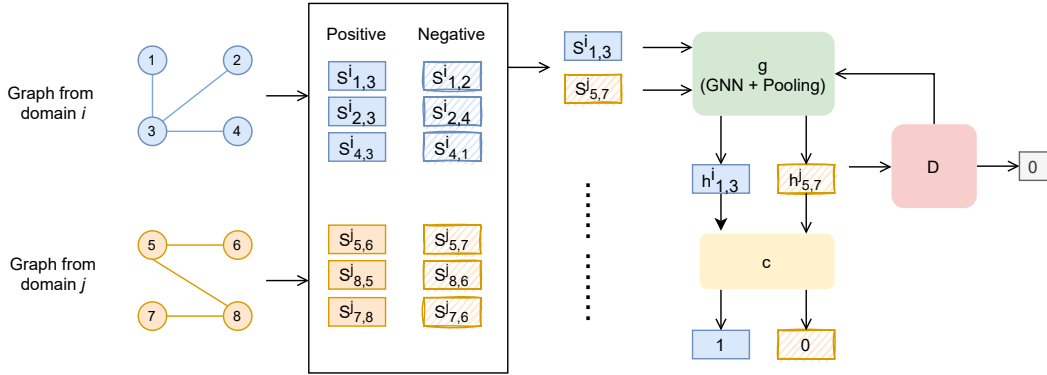 Graph from
domain i
1
2
3
4
Positive
Negative
S^i_{1,3}
S^i_{1,2}
S^i_{2,3}
S^i_{2,4}
S^i_{4,3}
S^i_{4,1}
Graph from
domain j
5
6
7
8
S^j_{5,6}
S^j_{5,7}
S^j_{8,5}
S^j_{8,6}
S^j_{7,8}
S^j_{7,6}
S^i_{1,3}
S^j_{5,7}
g
(GNN + Pooling)
h^i_{1,3}
h^j_{5,7}
D
0
c
1
0